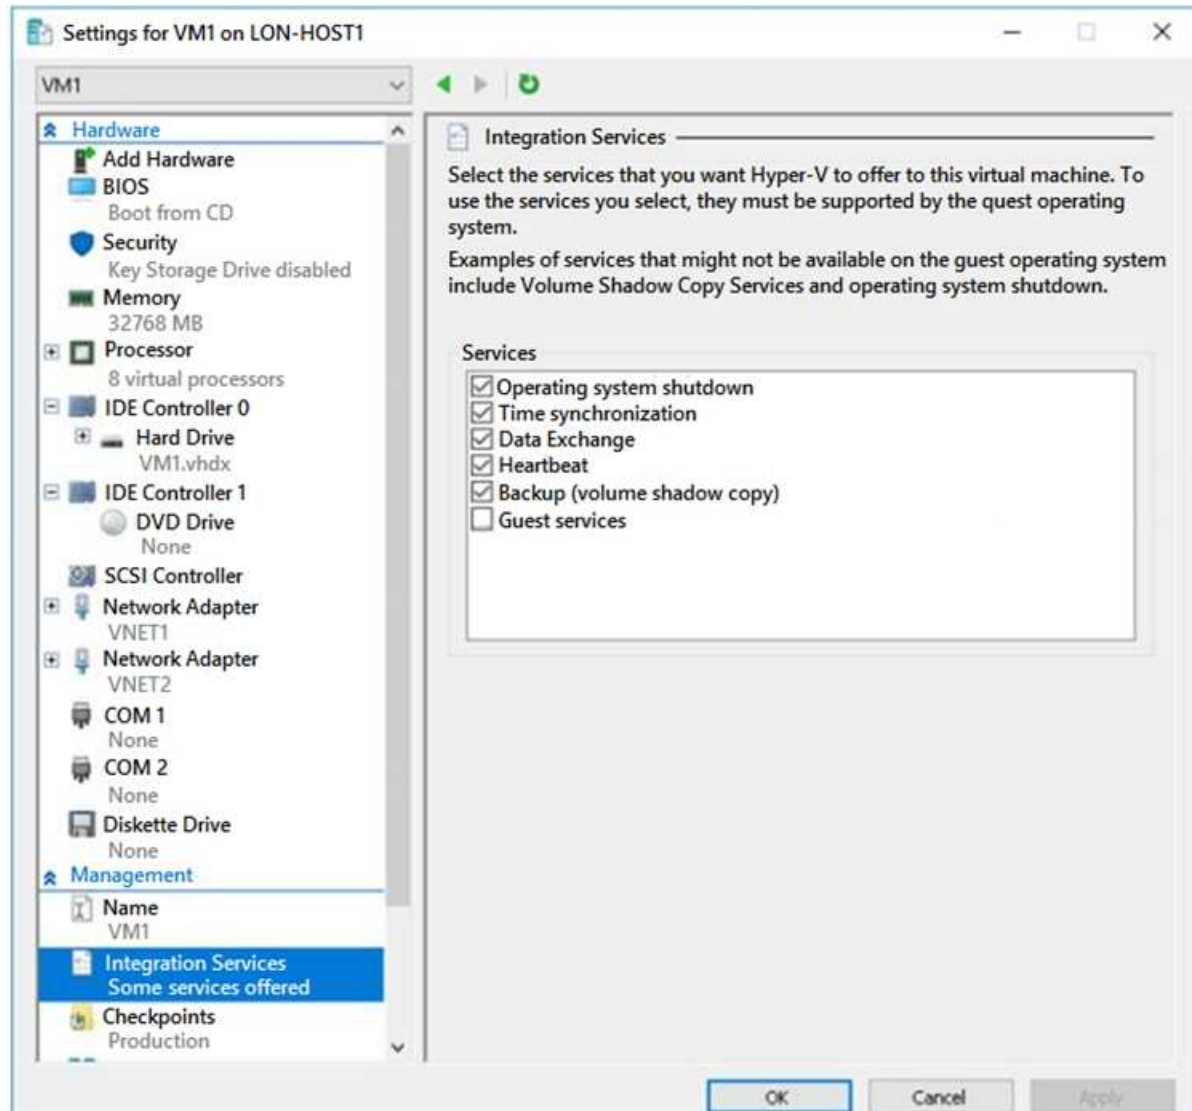 Settings for VM1 on LON-HOST1
VM1
Hardware
Add Hardware
BIOS
Boot from CD
Security
Key Storage Drive disabled
Memory
32768 MB
Processor
8 virtual processors
IDE Controller 0
Hard Drive
VM1.vhdx
IDE Controller 1
DVD Drive
None
SCSI Controller
Network Adapter
VNET1
Network Adapter
VNET2
COM 1
None
COM 2
None
Diskette Drive
None
Management
Name
VM1
Integration Services
Some services offered
Checkpoints
Production
Integration Services
Select the services that you want Hyper-V to offer to this virtual machine. To
use the services you select, they must be supported by the quest operating
system.
Examples of services that might not be available on the guest operating system
include Volume Shadow Copy Services and operating system shutdown.
Services
Operating system shutdown
Time synchronization
Data Exchange
Heartbeat
Backup (volume shadow copy)
Guest services
OK
Cancel
Apply